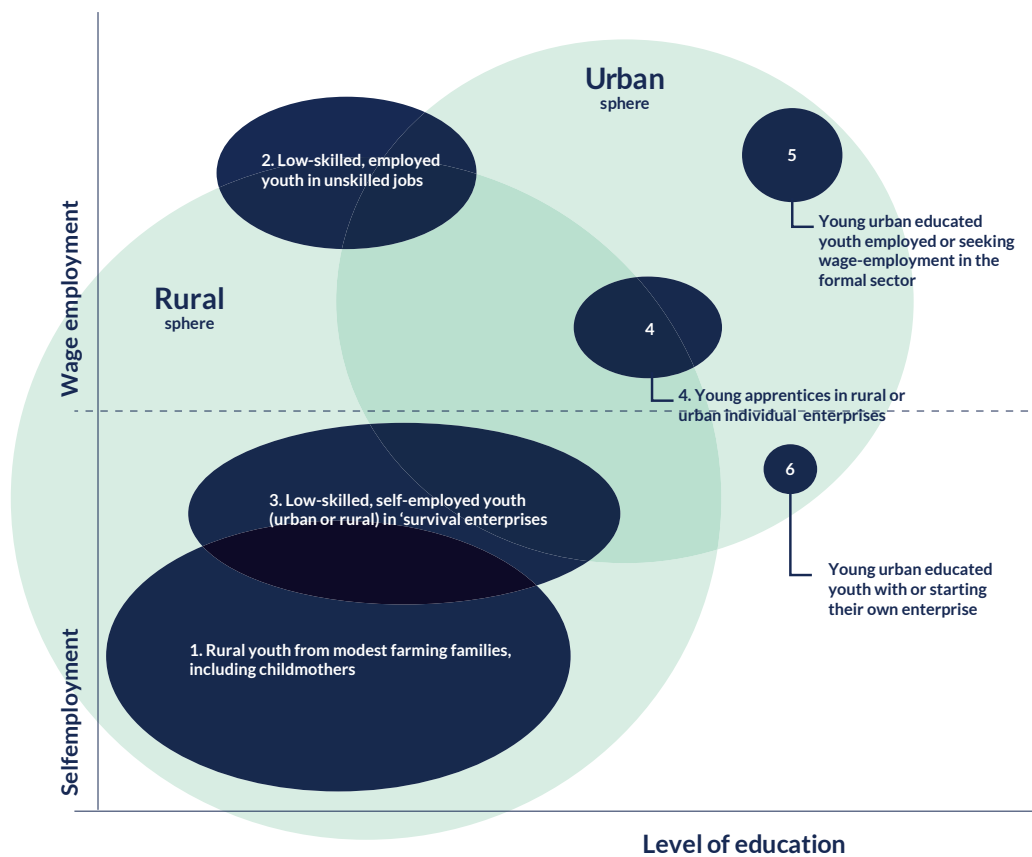 Urban
sphere
5
2. Low-skilled, employed
youth in unskilled jobs
Young urban educated
youth employed or seeking
wage-employment in the
formal sector
Wage employment
Rural
sphere
4
4. Young apprentices in rural or
urban individual enterprises
6
3. Low-skilled, self-employed youth
(urban or rural) in ‘survival enterprises
Young urban educated
youth with or starting
their own enterprise
Selfemployment
1. Rural youth from modest farming families,
including childmothers
Level of education